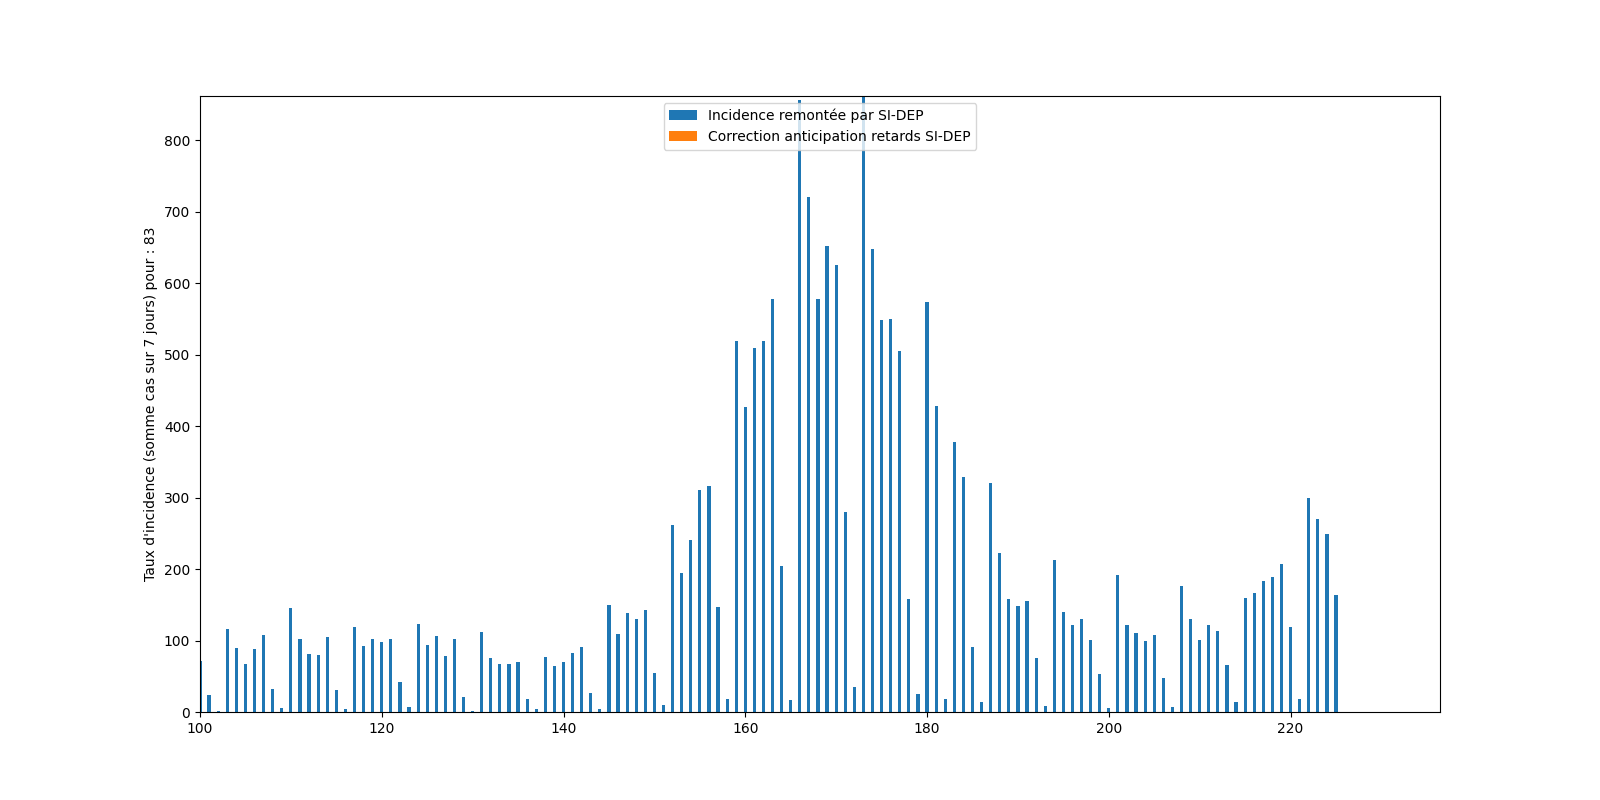 Incidence remontée par SI-DEP
Correction anticipation retards SI-DEP
Taux d'incidence (somme cas sur 7 jours) pour : 83
800
700
600
500
400
300
200
100
0
100 120 140 160 180 200 220